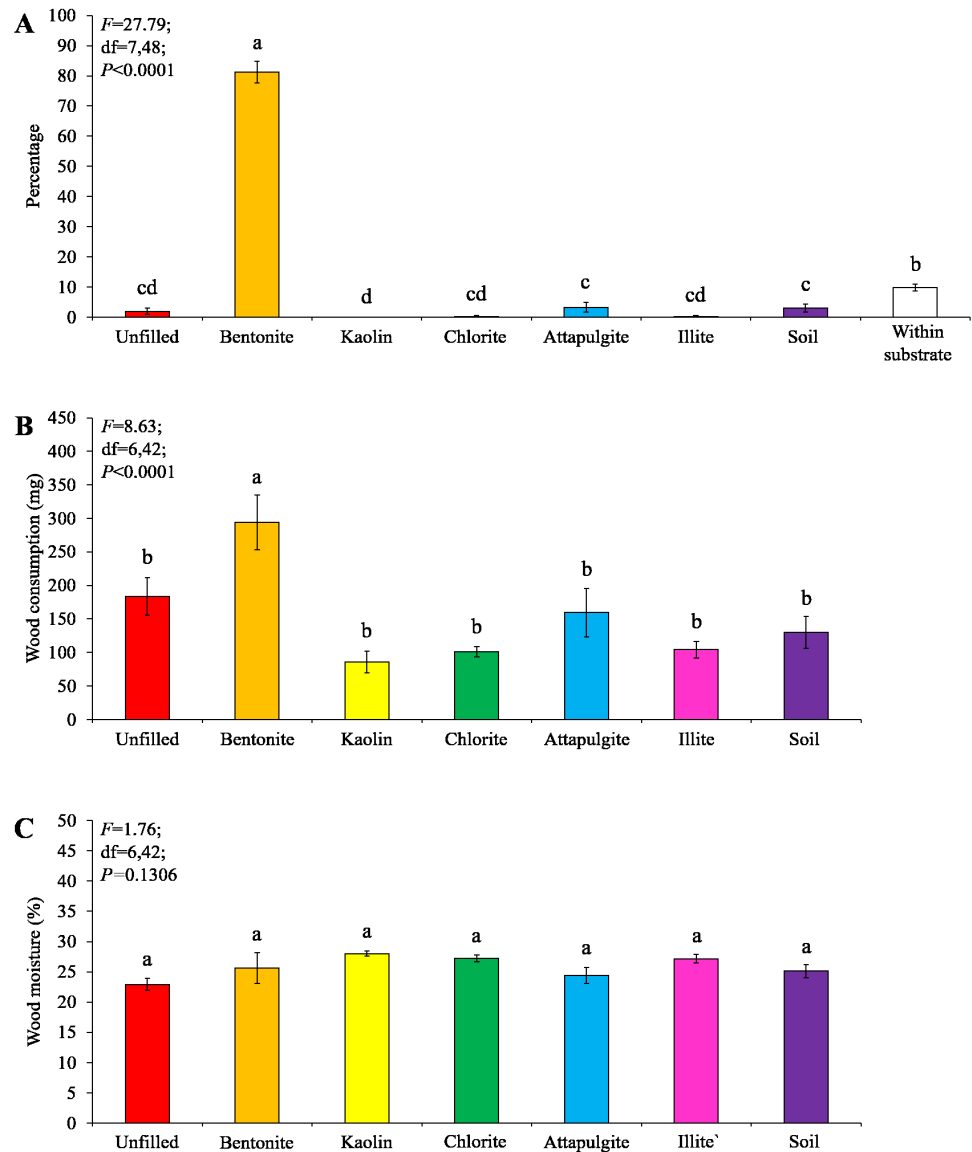 A
F=27.79;
df=7,48;
P<0.0001
Percentage
100
90
80
70
60
50
40
30
20
10
0
cd
a
d
cd
c
cd
c
b
Unfilled
Bentonite
Kaolin
Chlorite
Attapulgite
Illite
Soil
Within
substrate
B
F=8.63;
df=6,42;
P<0.0001
Wood consumption (mg)
450
400
350
300
250
200
150
100
50
0
b
a
b
b
b
b
b
Unfilled
Bentonite
Kaolin
Chlorite
Attapulgite
Illite
Soil
C
F=1.76;
df=6,42;
P=0.1306
Wood moisture (%)
50
45
40
35
30
25
20
15
10
5
0
a
a
a
a
a
a
a
Unfilled
Bentonite
Kaolin
Chlorite
Attapulgite
Illite`
Soil